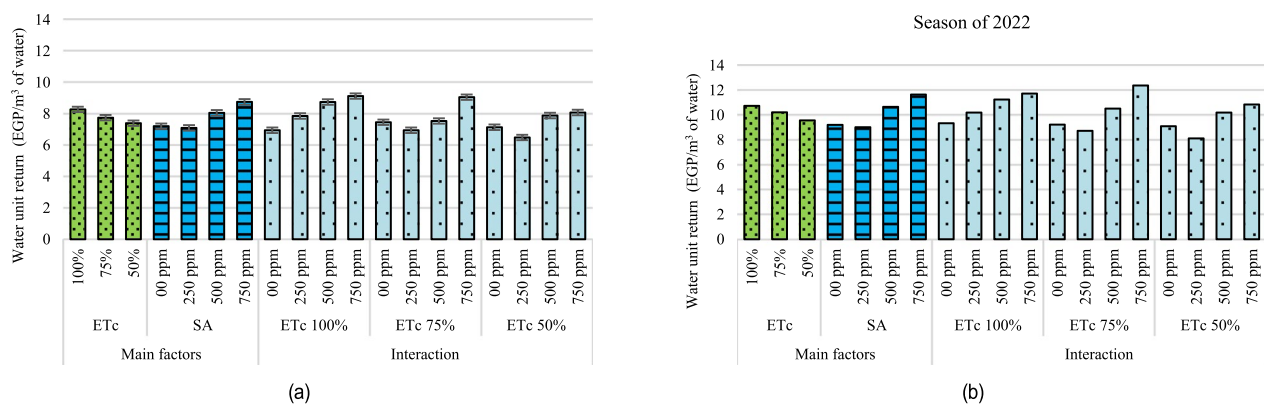 14
12
10
8
6
4
2
0
Water unit return (EGP/m³ of water)
100%
75%
50%
00 ppm
250 ppm
500 ppm
750 ppm
00 ppm
250 ppm
500 ppm
750 ppm
00 ppm
250 ppm
500 ppm
750 ppm
00 ppm
250 ppm
500 ppm
750 ppm
ETc SA ETc 100% ETc 75% ETc 50%
Main factors Interaction
(a)
Season of 2022
14
12
10
8
6
4
2
0
Water unit return (EGP/m³ of water)
100%
75%
50%
00 ppm
250 ppm
500 ppm
750 ppm
00 ppm
250 ppm
500 ppm
750 ppm
00 ppm
250 ppm
500 ppm
750 ppm
00 ppm
250 ppm
500 ppm
750 ppm
ETc SA ETc 100% ETc 75% ETc 50%
Main factors Interaction
(b)